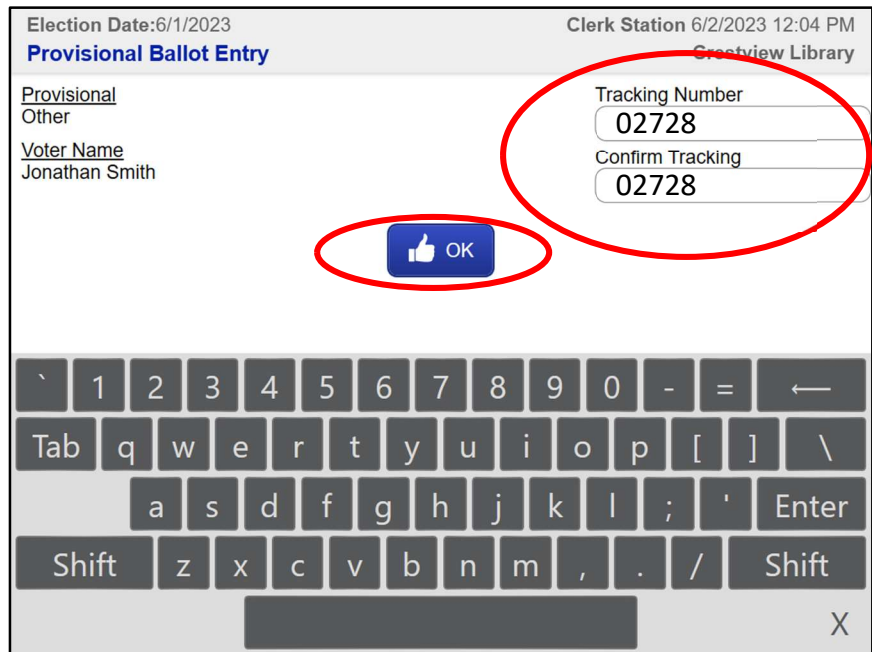 Election Date:6/1/2023 Clerk Station 6/2/2023 12:04 PM
Provisional Ballot Entry Crestview Library
Provisional
Other
Voter Name
Jonathan Smith
Tracking Number
02728
Confirm Tracking
02728
OK
` 1 2 3 4 5 6 7 8 9 0 - = ←
Tab q w e r t y u i o p [ ] \
a s d f g h j k l ; ' Enter
Shift z x c v b n m , . / Shift
X